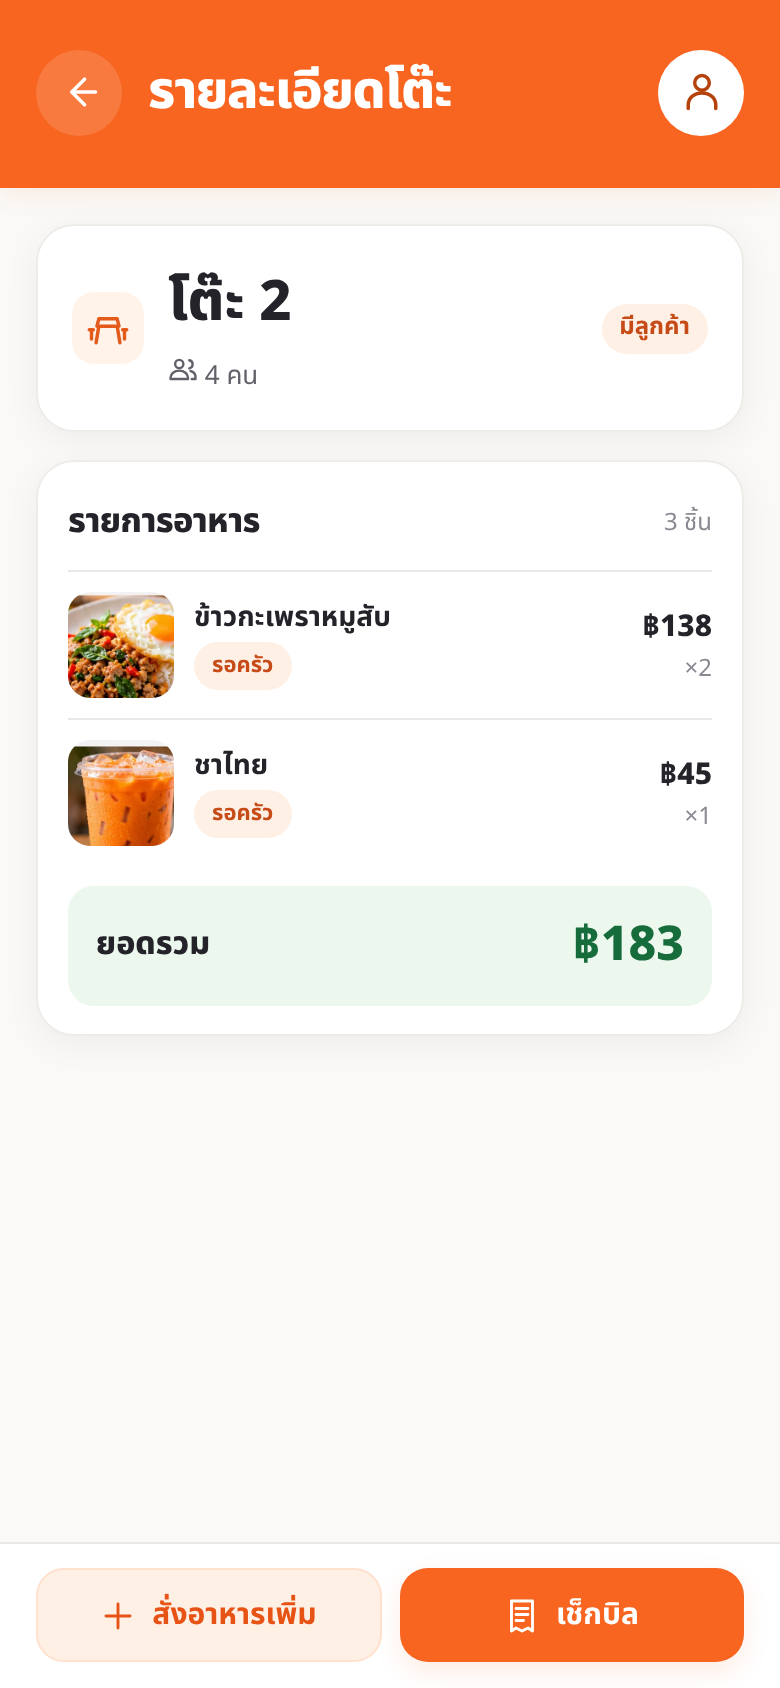 รายละเอียดโต๊ะ
โต๊ะ 2
4 คน
มีลูกค้า
รายการอาหาร
3 ชิ้น
ข้าวกะเพราหมูสับ
รอครัว
฿138
×2
ชาไทย
รอครัว
฿45
×1
ยอดรวม
฿183
สั่งอาหารเพิ่ม
เช็กบิล